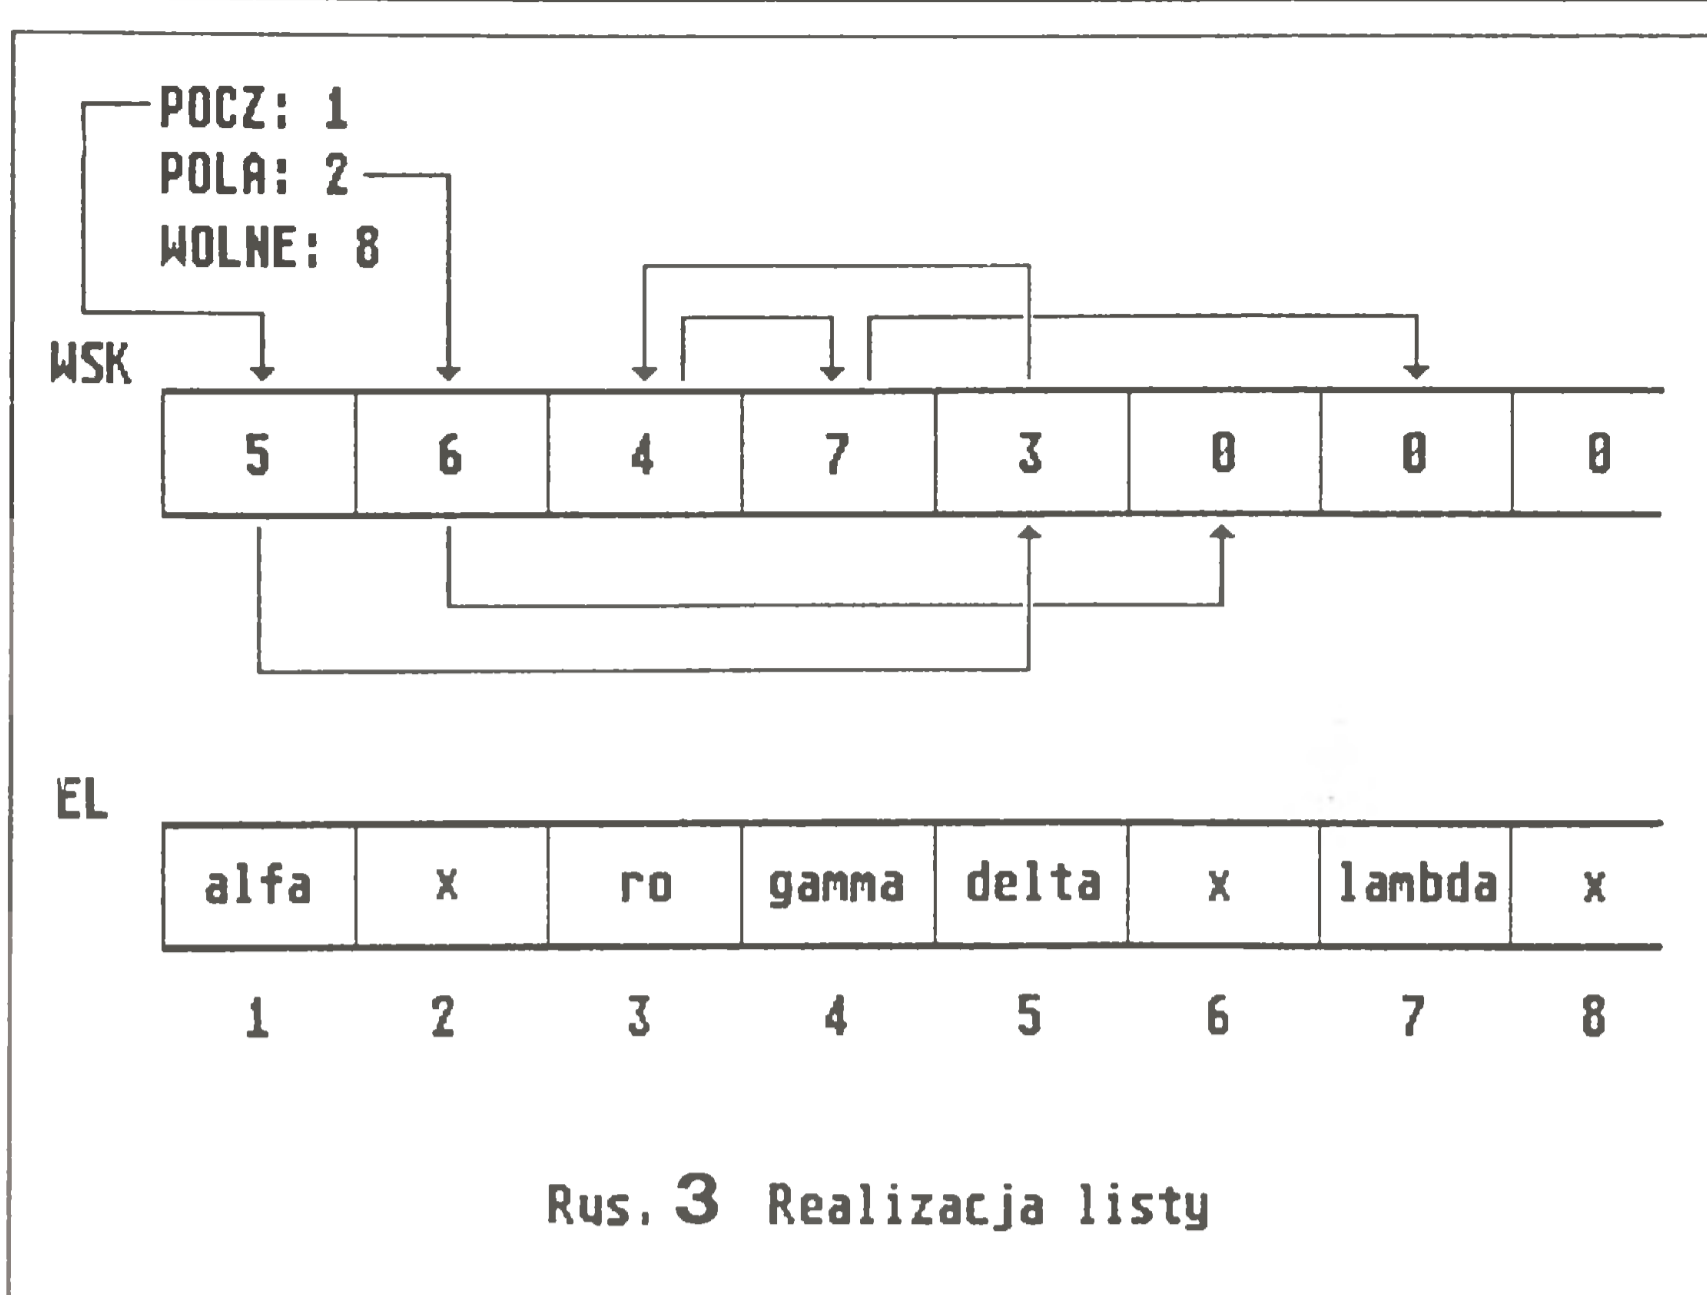 POCZ: 1
POLA: 2
WOLNE: 8
WSK
5 6 4 7 3 0 0 0
EL
alfa x ro gamma delta x lambda x
1 2 3 4 5 6 7 8
Rys. 3 Realizacja listy